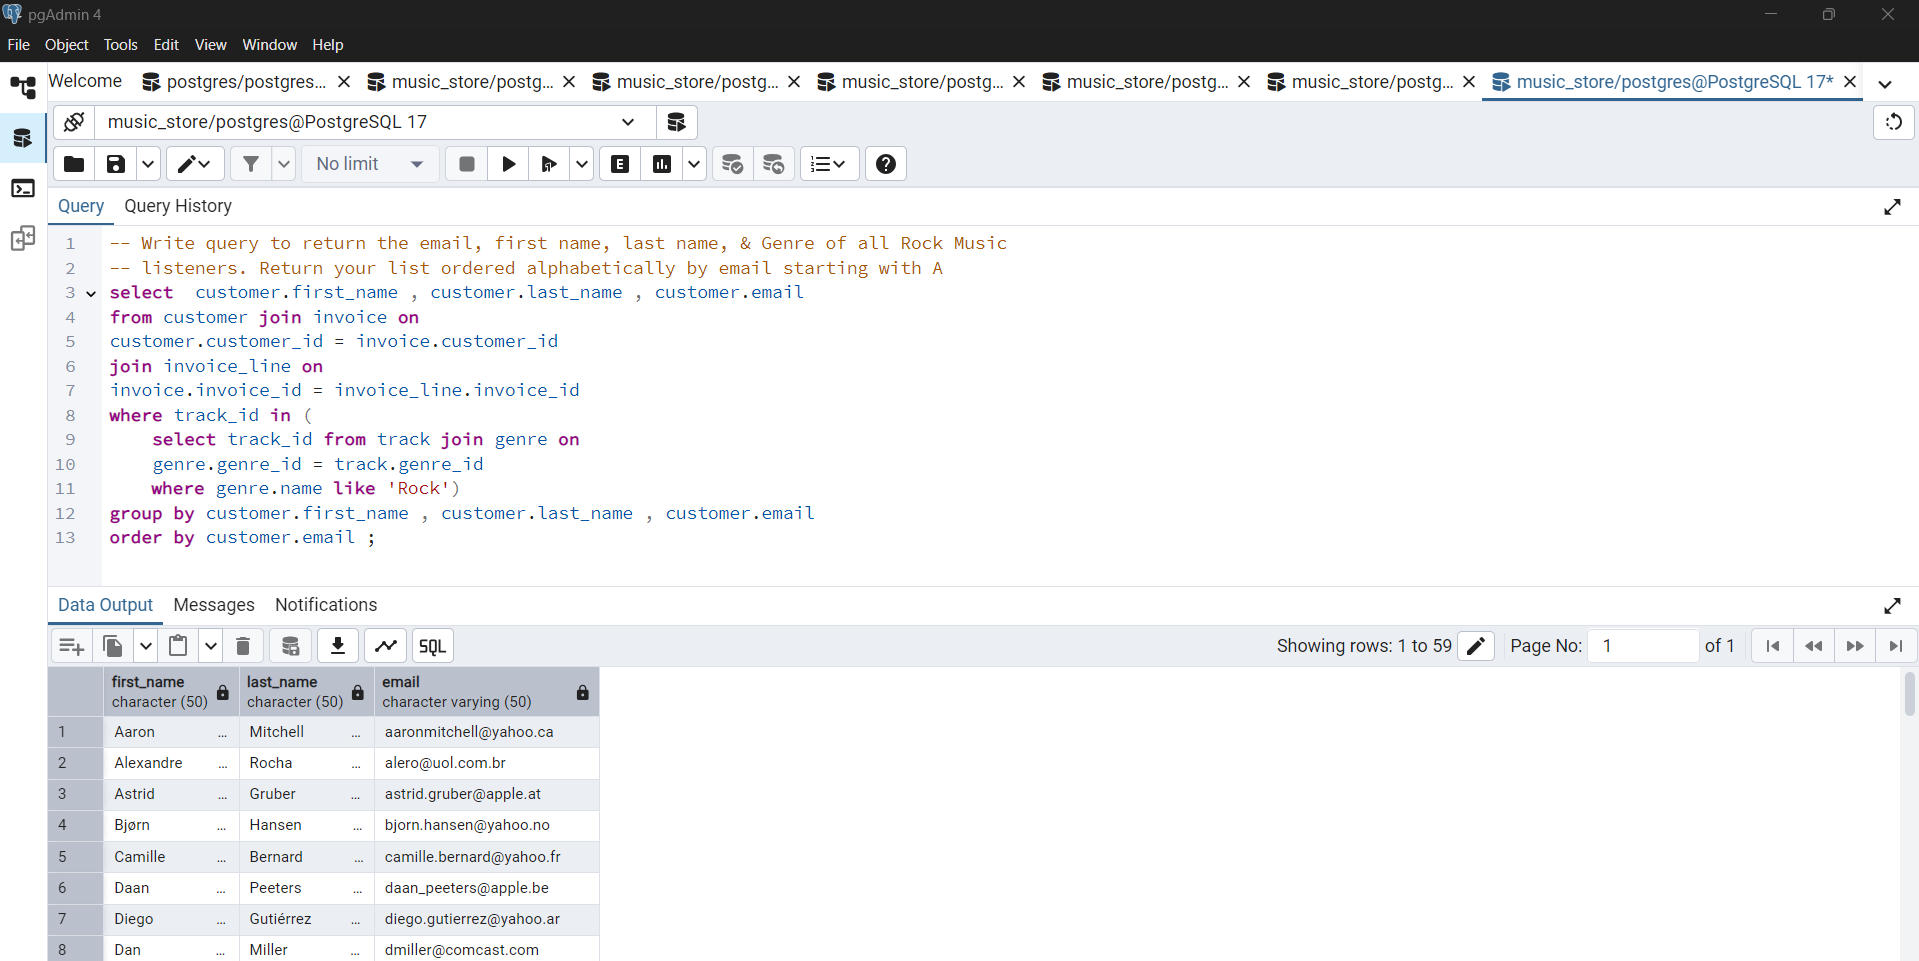 pgAdmin 4
File Object Tools Edit View Window Help
Welcome postgres/postgres... music_store/postg... music_store/postg... music_store/postg... music_store/postg... music_store/postg... music_store/postgres@PostgreSQL 17*
music_store/postgres@PostgreSQL 17
No limit E
Query Query History
1 -- Write query to return the email, first name, last name, & Genre of all Rock Music
2 -- listeners. Return your list ordered alphabetically by email starting with A
3 select  customer.first_name , customer.last_name , customer.email
4 from customer join invoice on
5 customer.customer_id = invoice.customer_id
6 join invoice_line on
7 invoice.invoice_id = invoice_line.invoice_id
8 where track_id in (
9     select track_id from track join genre on
10     genre.genre_id = track.genre_id
11     where genre.name like 'Rock')
12 group by customer.first_name , customer.last_name , customer.email
13 order by customer.email ;
Data Output Messages Notifications
SQL Showing rows: 1 to 59 Page No: 1 of 1
first_name last_name email
character (50) character (50) character varying (50)
1 Aaron ... Mitchell ... aaronmitchell@yahoo.ca
2 Alexandre ... Rocha ... alero@uol.com.br
3 Astrid ... Gruber ... astrid.gruber@apple.at
4 Bjørn ... Hansen ... bjorn.hansen@yahoo.no
5 Camille ... Bernard ... camille.bernard@yahoo.fr
6 Daan ... Peeters ... daan_peeters@apple.be
7 Diego ... Gutiérrez ... diego.gutierrez@yahoo.ar
8 Dan ... Miller ... dmiller@comcast.com